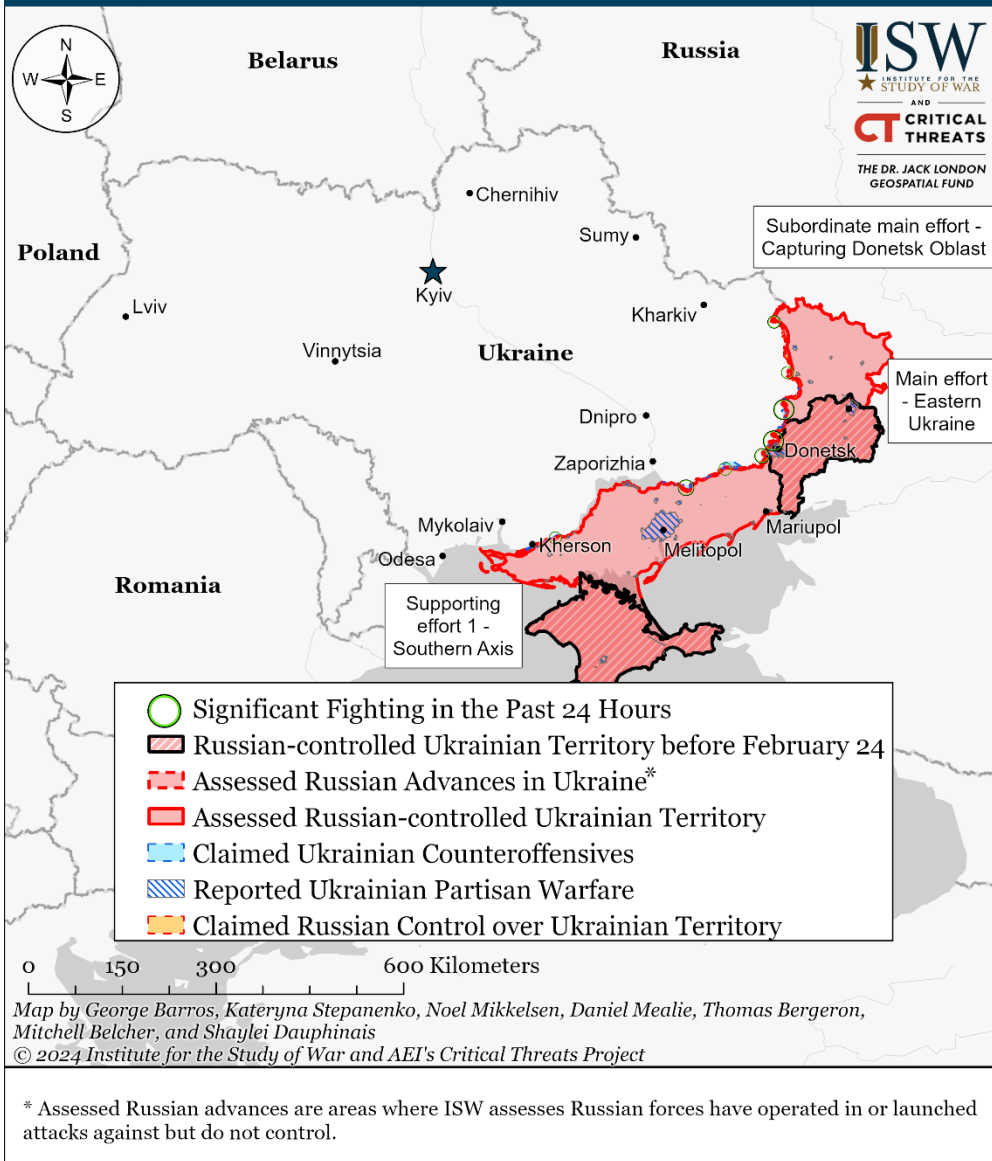 N
W
E
S
Belarus
Russia
ISW
INSTITUTE FOR THE
STUDY OF WAR
AND
CT CRITICAL
THREATS
THE DR. JACK LONDON
GEOSPATIAL FUND
Chernihiv
Subordinate main effort -
Capturing Donetsk Oblast
Sumy
Poland
Kyiv
Lviv
Kharkiv
Vinnytsia
Ukraine
Main effort
- Eastern
Ukraine
Dnipro
Donetsk
Zaporizhia
Mykolaiv
Mariupol
Kherson
Melitopol
Odesa
Romania
Supporting
effort 1 -
Southern Axis
Significant Fighting in the Past 24 Hours
Russian-controlled Ukrainian Territory before February 24
Assessed Russian Advances in Ukraine*
Assessed Russian-controlled Ukrainian Territory
Claimed Ukrainian Counteroffensives
Reported Ukrainian Partisan Warfare
Claimed Russian Control over Ukrainian Territory
0 150 300 600 Kilometers
Map by George Barros, Kateryna Stepanenko, Noel Mikkelsen, Daniel Mealie, Thomas Bergeron,
Mitchell Belcher, and Shaylei Dauphinais
© 2024 Institute for the Study of War and AEI's Critical Threats Project
* Assessed Russian advances are areas where ISW assesses Russian forces have operated in or launched
attacks against but do not control.